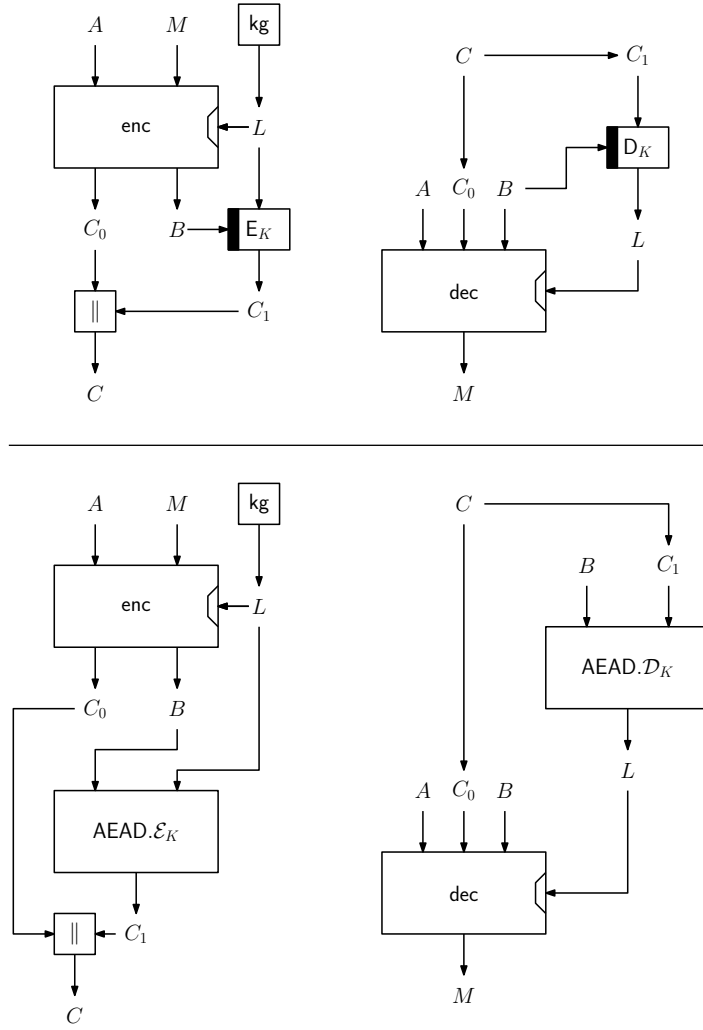 A M kg
enc L
C₀ B E_K
‖ C₁
C
C C₁
D_K
A C₀ B
L
dec
M
A M kg
enc L
C₀ B
AEAD.ℰ_K
‖ C₁
C
C
B C₁
AEAD.𝒟_K
L
A C₀ B
dec
M